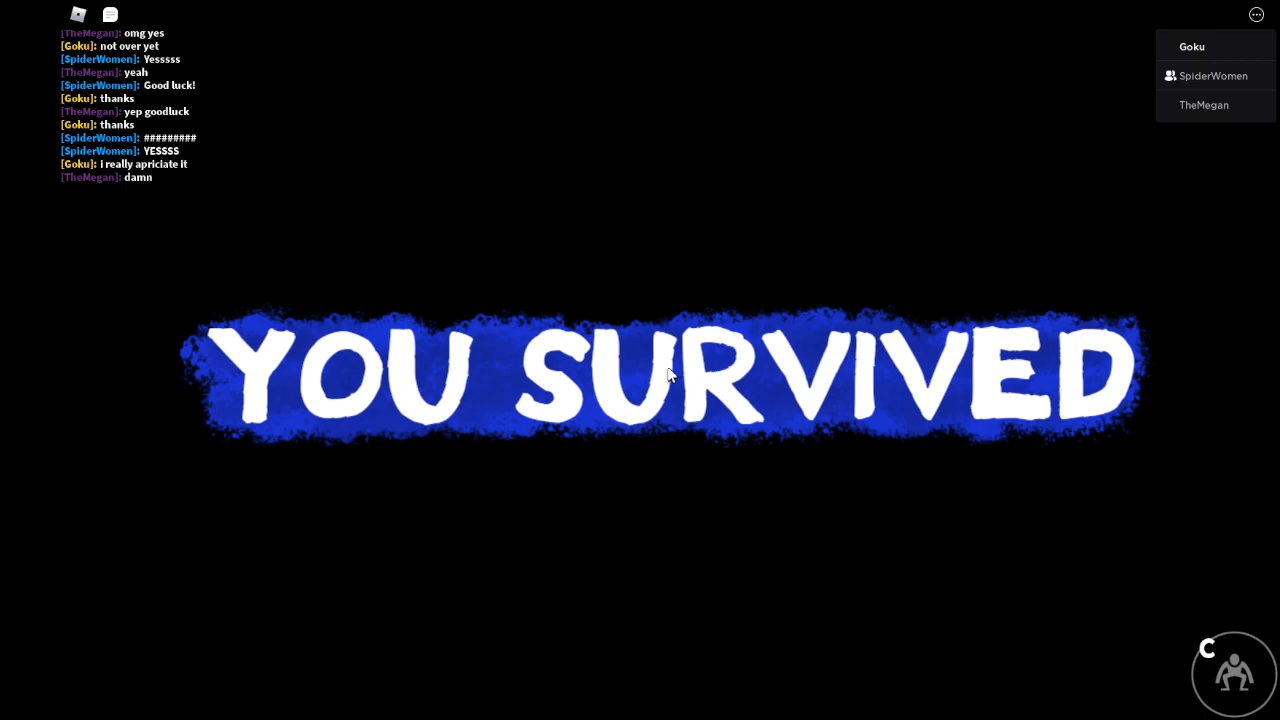 [TheMegan]: omg yes
[Goku]: not over yet
[SpiderWomen]: Yesssss
[TheMegan]: yeah
[SpiderWomen]: Good luck!
[Goku]: thanks
[TheMegan]: yep goodluck
[Goku]: thanks
[SpiderWomen]: #########
[SpiderWomen]: YESSSS
[Goku]: i really apriciate it
[TheMegan]: damn
Goku
SpiderWomen
TheMegan
YOU SURVIVED
C